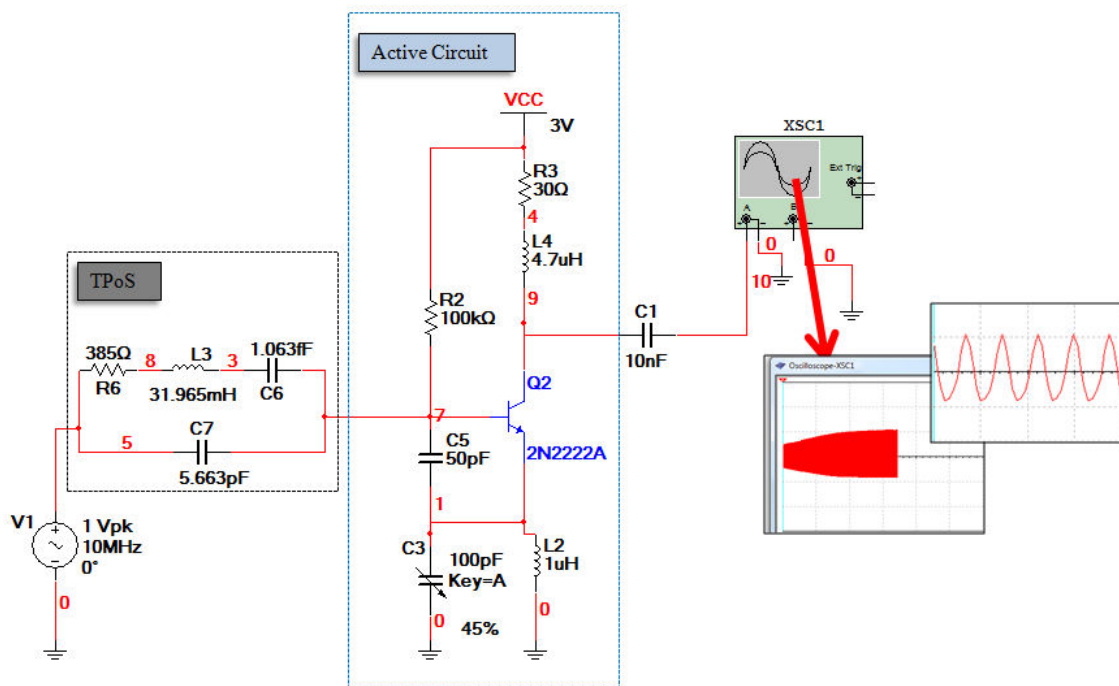 Active Circuit
VCC
3V
XSC1
Ext Trig
R3
30Ω
A
B
4
L4
4.7uH
0
0
10
TPoS
R2
100kΩ
9
C1
10nF
385Ω
8
L3
3
1.063fF
R6
31.965mH
C6
Q2
Oscilloscope-XSC1
7
5
C7
5.663pF
C5
50pF
2N2222A
1
V1
1 Vpk
10MHz
0°
C3
100pF
Key=A
L2
1uH
0
0
0
45%